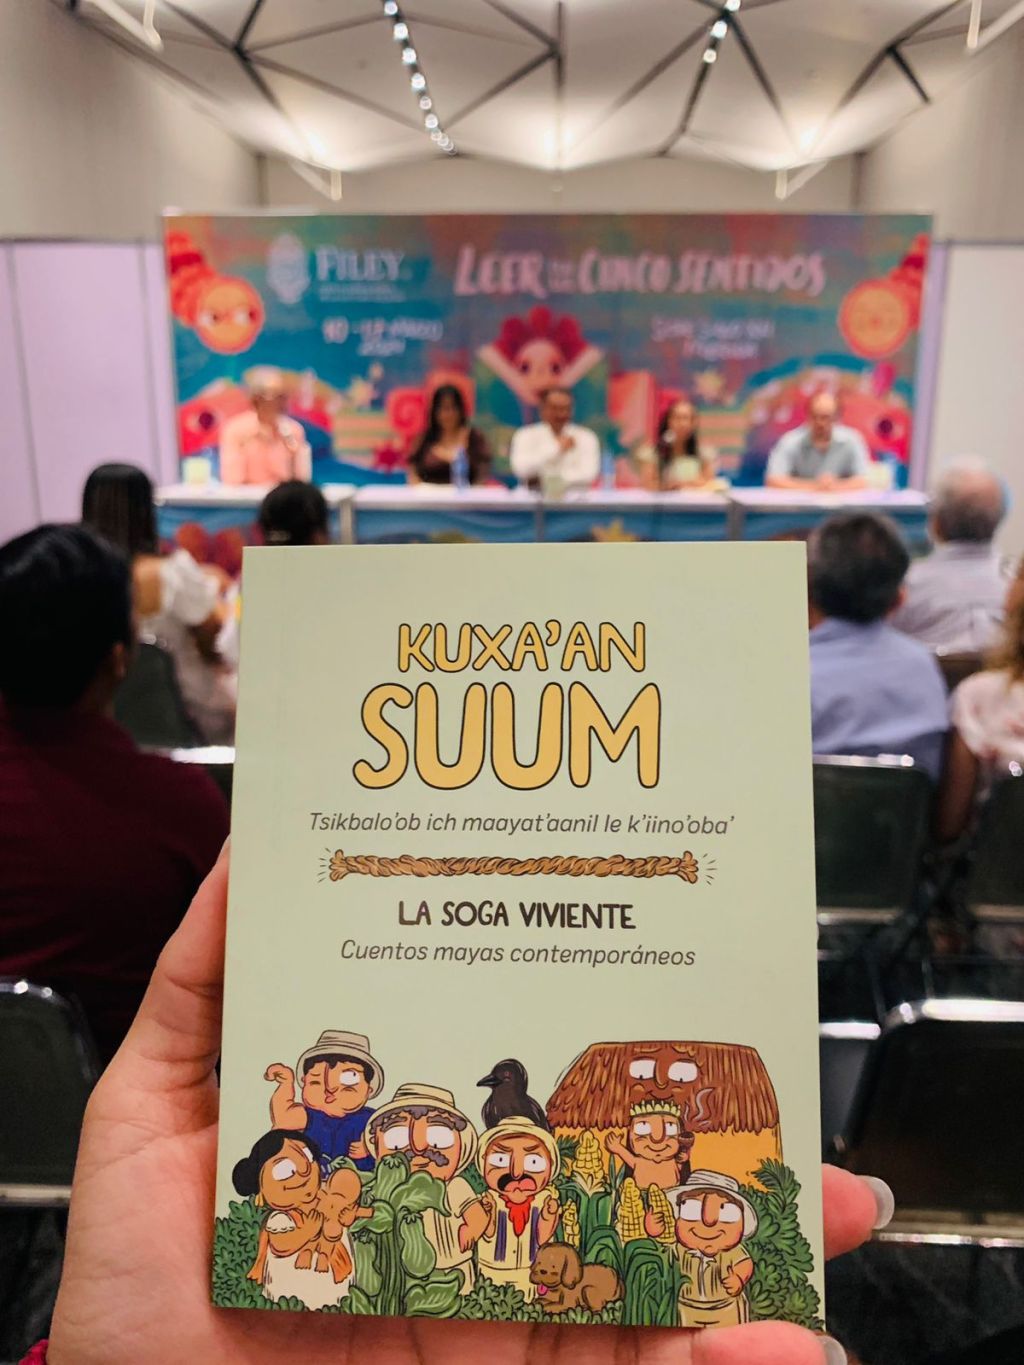 FILEY
LEER CON LOS CINCO SENTIDOS
KUXA'AN
SUUM
Tsikbalo'ob ich maayat'aanil le k'iino'oba'
LA SOGA VIVIENTE
Cuentos mayas contemporáneos